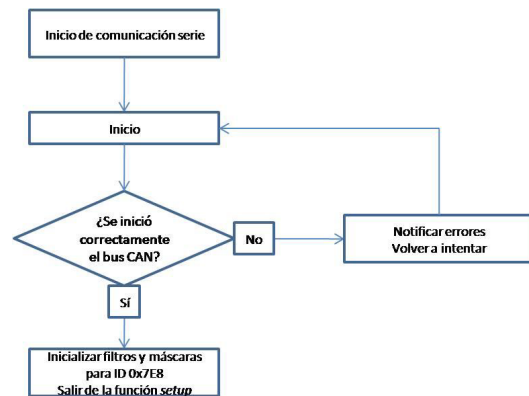 Inicio de comunicación serie
Inicio
¿Se inició
correctamente
el bus CAN?
No
Notificar errores
Volver a intentar
Sí
Inicializar filtros y máscaras
para ID 0x7E8
Salir de la función setup